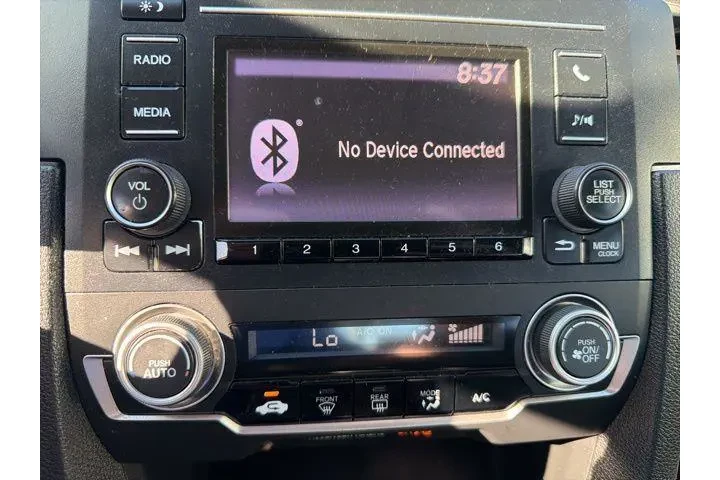 RADIO
MEDIA
8:37
®
No Device Connected
♪/
VOL
LIST
PUSH
SELECT
1 2 3 4 5 6
MENU
CLOCK
Lo
A/C ON
PUSH
AUTO
PUSH
ON/
OFF
FRONT
REAR
MODE
A/C